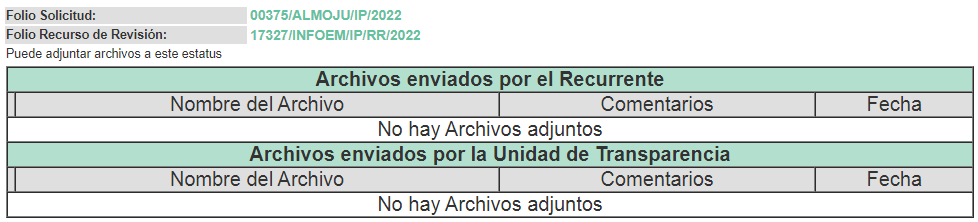 Folio Solicitud: 00375/ALMOJU/IP/2022
Folio Recurso de Revisión: 17327/INFOEM/IP/RR/2022
Puede adjuntar archivos a este estatus
Archivos enviados por el Recurrente
Nombre del Archivo Comentarios Fecha
No hay Archivos adjuntos
Archivos enviados por la Unidad de Transparencia
Nombre del Archivo Comentarios Fecha
No hay Archivos adjuntos